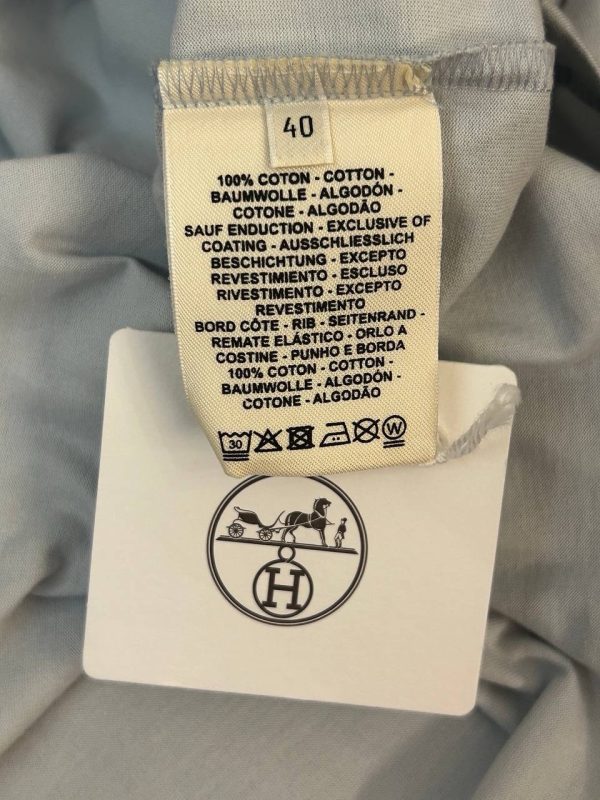 40
100% COTON - COTTON -
BAUMWOLLE - ALGODÓN -
COTONE - ALGODÃO
SAUF ENDUCTION - EXCLUSIVE OF
COATING - AUSSCHLIESSLICH
BESCHICHTUNG - EXCEPTO
REVESTIMIENTO - ESCLUSO
RIVESTIMENTO - EXCEPTO
REVESTIMENTO
BORD CÔTE - RIB - SEITENRAND -
REMATE ELÁSTICO - ORLO A
COSTINE - PUNHO E BORDA
100% COTON - COTTON -
BAUMWOLLE - ALGODÓN -
COTONE - ALGODÃO
30 W
H